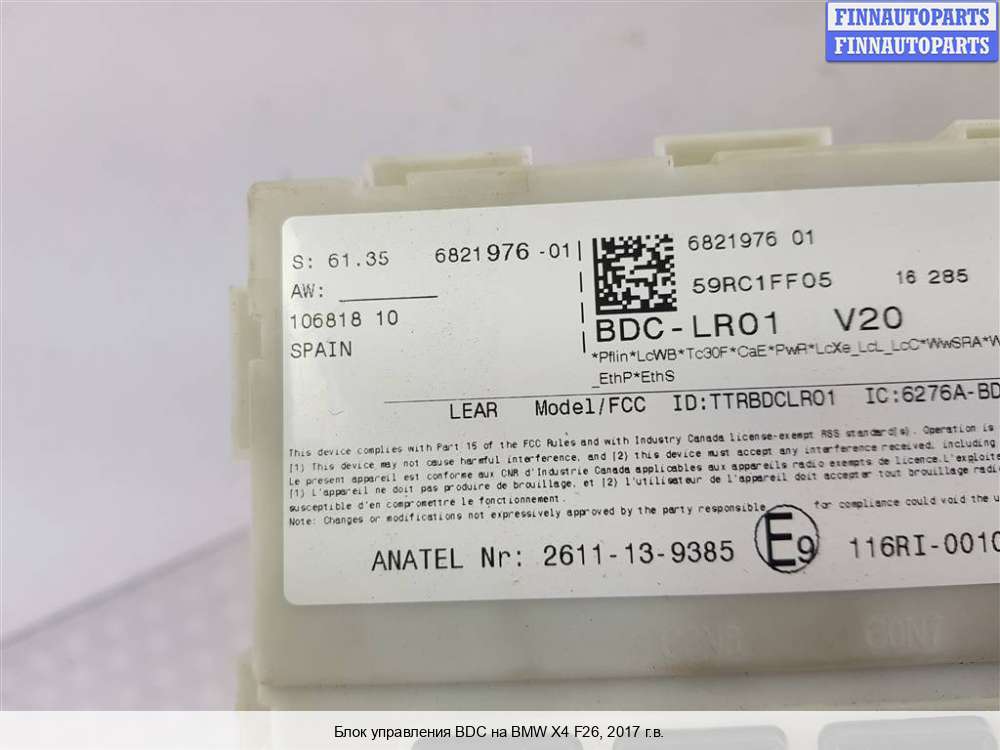 FINNAUTOPARTS
FINNAUTOPARTS
S: 61.35 6821976 -01
AW:
106818 10
SPAIN
6821976 01
59RC1FF05 16 285
BDC-LR01 V20
*Pflin*LcWB*Tc30F*CaE*PwR*LcXe_LcL_LcC*WwSRA*W
_EthP*EthS
LEAR Model/FCC ID:TTRBDCLR01 IC:6276A-BD
This device complies with Part 15 of the FCC Rules and with Industry Canada license-exempt RSS standard(s). Operation is
(1) This device may not cause harmful interference, and (2) this device must accept any interference received, including
Le présent appareil est conforme aux CNR d'Industrie Canada applicables aux appareils radio exempts de licence.L'exploite
(1) L'appareil ne doit pas produire de brouillage, et (2) l'utilisateur de l'appareil doit accepter tout brouillage radi
susceptible d'en compromettre le fonctionnement.
Note: Changes or modifications not expressively approved by the party responsible for compliance could void the u
ANATEL Nr: 2611-13-9385 E9 116RI-0010
CON7
Блок управления BDC на BMW X4 F26, 2017 г.в.